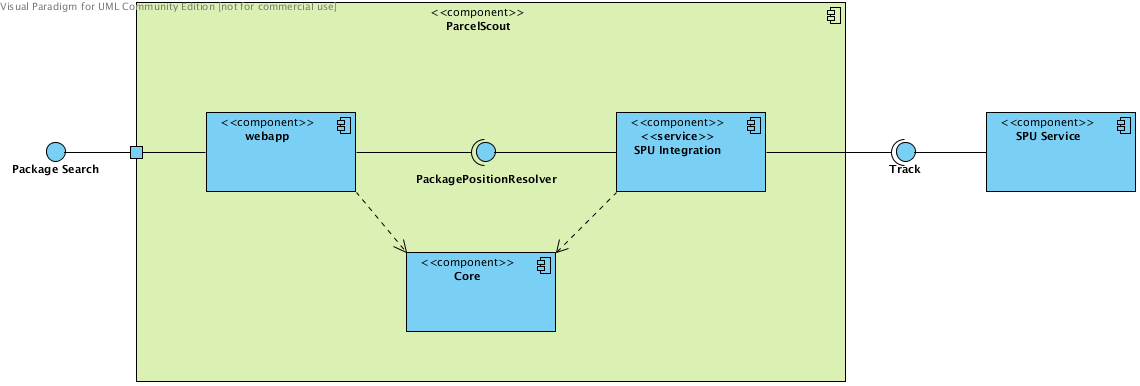 Visual Paradigm for UML Community Edition [not for commercial use]
<<component>>
ParcelScout
<<component>>
webapp
<<component>>
<<service>>
SPU Integration
<<component>>
SPU Service
Package Search
PackagePositionResolver
Track
<<component>>
Core